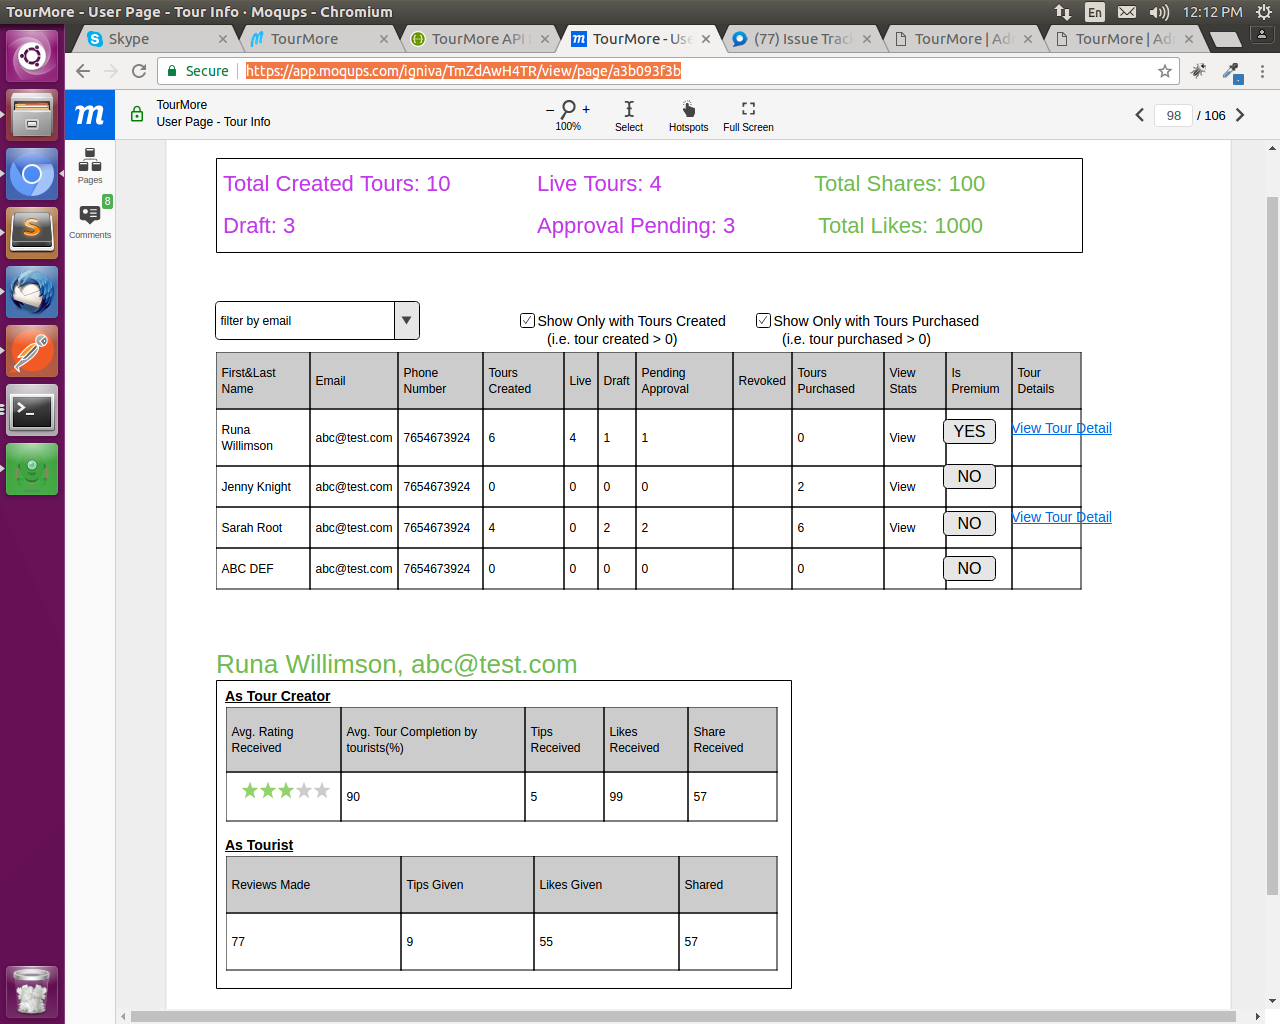 TourMore - User Page - Tour Info · Moqups - Chromium
En
12:12 PM
Skype
TourMore
TourMore API
TourMore - Use
(77) Issue Track
TourMore | Ad
TourMore | Ad
Secure
https://app.moqups.com/igniva/TmZdAwH4TR/view/page/a3b093f3b
m
TourMore
User Page - Tour Info
100%
Select
Hotspots
Full Screen
98 / 106
Pages
8
Comments
Total Created Tours: 10
Live Tours: 4
Total Shares: 100
Draft: 3
Approval Pending: 3
Total Likes: 1000
filter by email
Show Only with Tours Created
(i.e. tour created > 0)
Show Only with Tours Purchased
(i.e. tour purchased > 0)
First&Last Name Email Phone Number Tours Created Live Draft Pending Approval Revoked Tours Purchased View Stats Is Premium Tour Details
Runa Willimson abc@test.com 7654673924 6 4 1 1 0 View YES View Tour Detail
Jenny Knight abc@test.com 7654673924 0 0 0 0 2 View NO
Sarah Root abc@test.com 7654673924 4 0 2 2 6 View NO View Tour Detail
ABC DEF abc@test.com 7654673924 0 0 0 0 0 NO
Runa Willimson, abc@test.com
As Tour Creator
Avg. Rating Received Avg. Tour Completion by tourists(%) Tips Received Likes Received Share Received
90 5 99 57
As Tourist
Reviews Made Tips Given Likes Given Shared
77 9 55 57